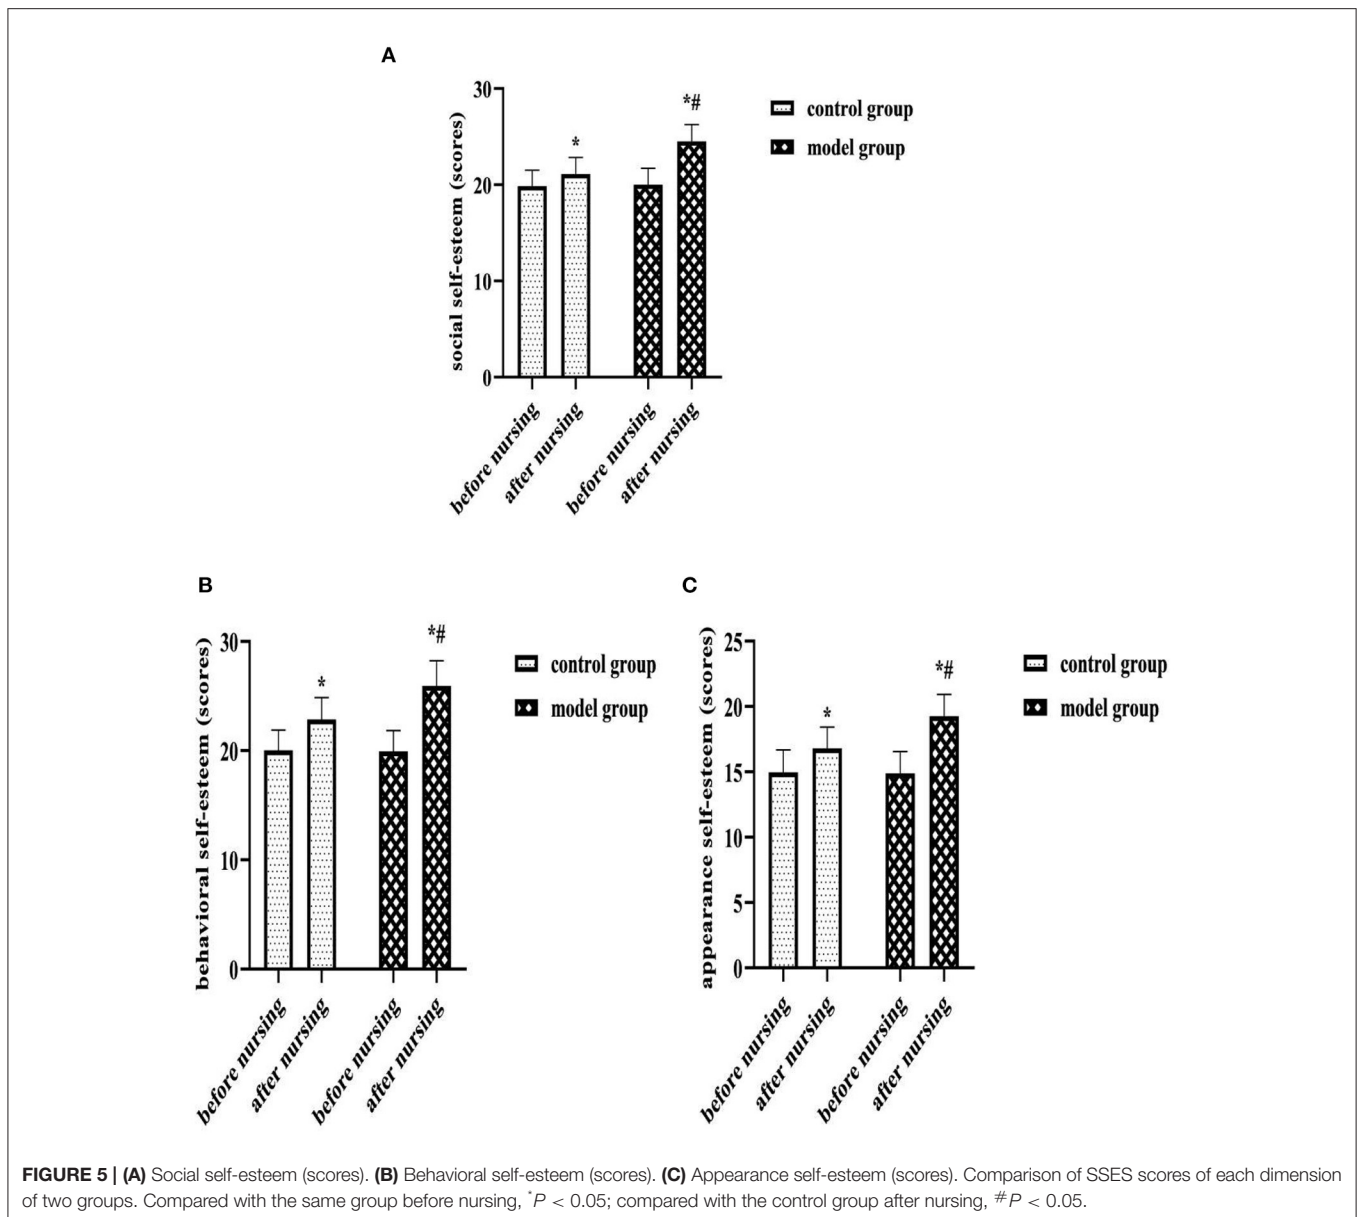 A
social self-esteem (scores)
30
20
10
0
*
*#
control group
model group
before nursing
after nursing
before nursing
after nursing
B
behavioral self-esteem (scores)
30
20
10
0
*
*#
control group
model group
before nursing
after nursing
before nursing
after nursing
C
appearance self-esteem (scores)
25
20
15
10
5
0
*
*#
control group
model group
before nursing
after nursing
before nursing
after nursing
FIGURE 5 | (A) Social self-esteem (scores). (B) Behavioral self-esteem (scores). (C) Appearance self-esteem (scores). Comparison of SSES scores of each dimension
of two groups. Compared with the same group before nursing, *P < 0.05; compared with the control group after nursing, #P < 0.05.